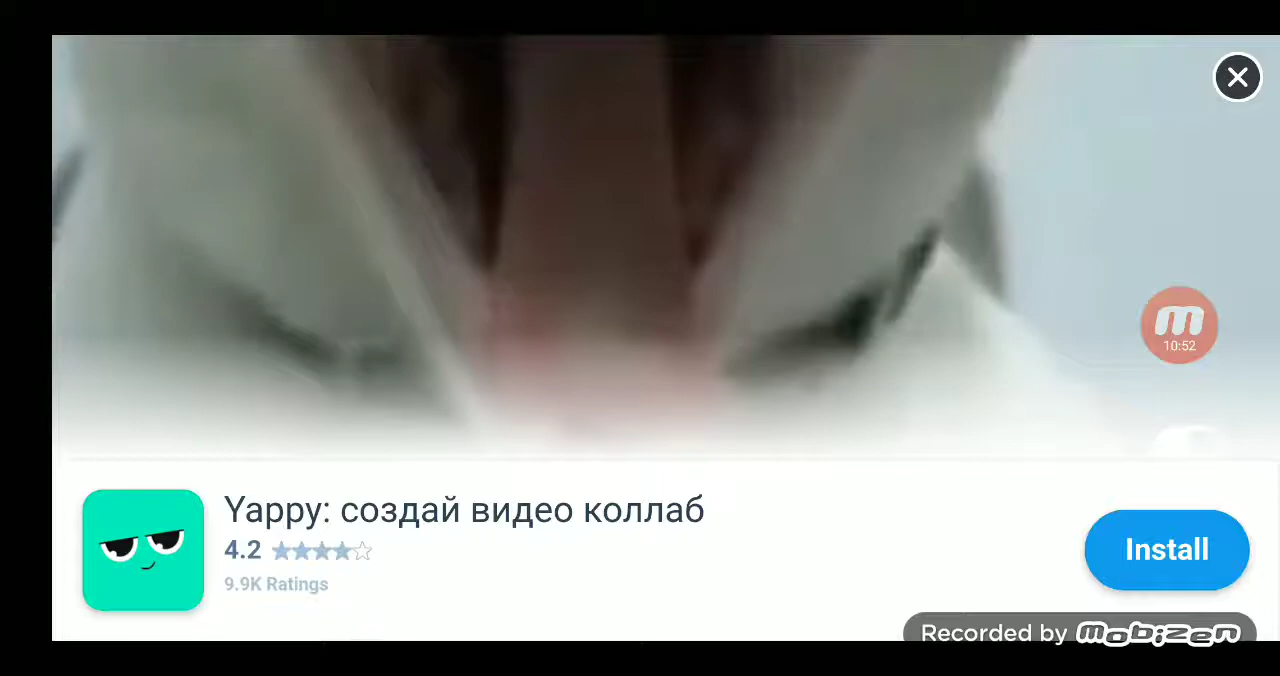 10:52
Yappy: создай видео коллаб
4.2
9.9K Ratings
Install
Recorded by mobizen